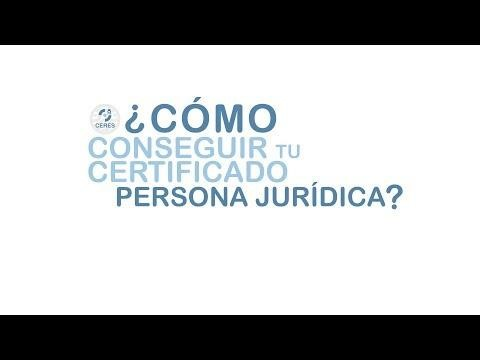 CERES ¿CÓMO
CONSEGUIR TU
CERTIFICADO
PERSONA JURÍDICA?